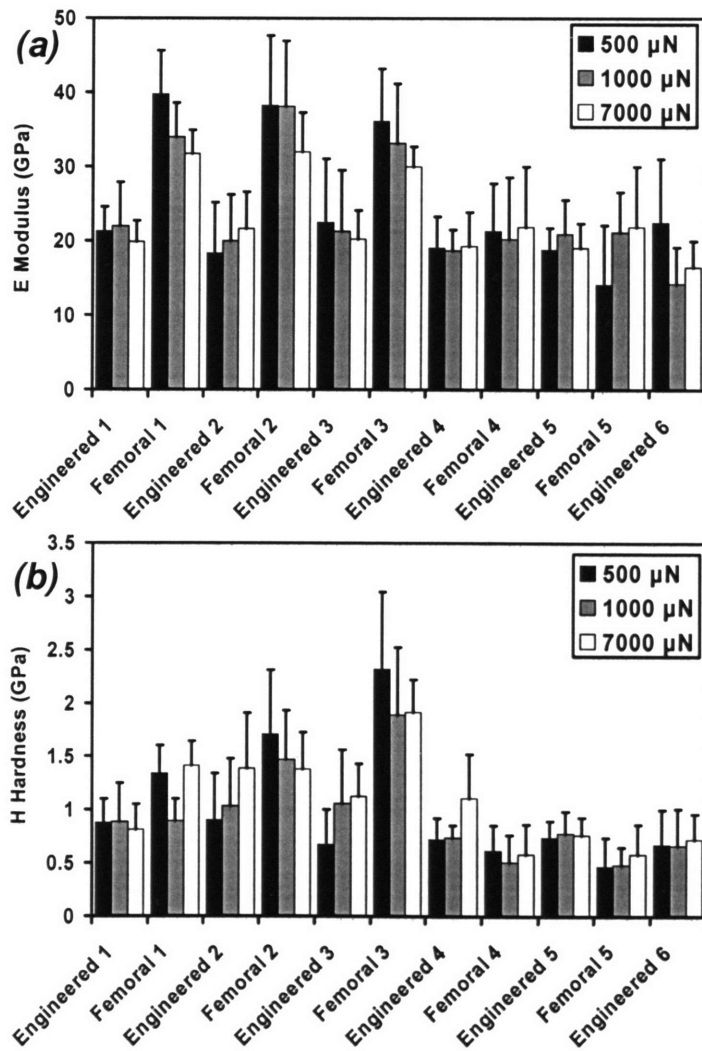 (a)
E Modulus (GPa)
50
40
30
20
10
0
500 µN
1000 µN
7000 µN
Engineered 1
Femoral 1
Engineered 2
Femoral 2
Engineered 3
Femoral 3
Engineered 4
Femoral 4
Engineered 5
Femoral 5
Engineered 6
(b)
H Hardness (GPa)
3.5
3
2.5
2
1.5
1
0.5
0
500 µN
1000 µN
7000 µN
Engineered 1
Femoral 1
Engineered 2
Femoral 2
Engineered 3
Femoral 3
Engineered 4
Femoral 4
Engineered 5
Femoral 5
Engineered 6